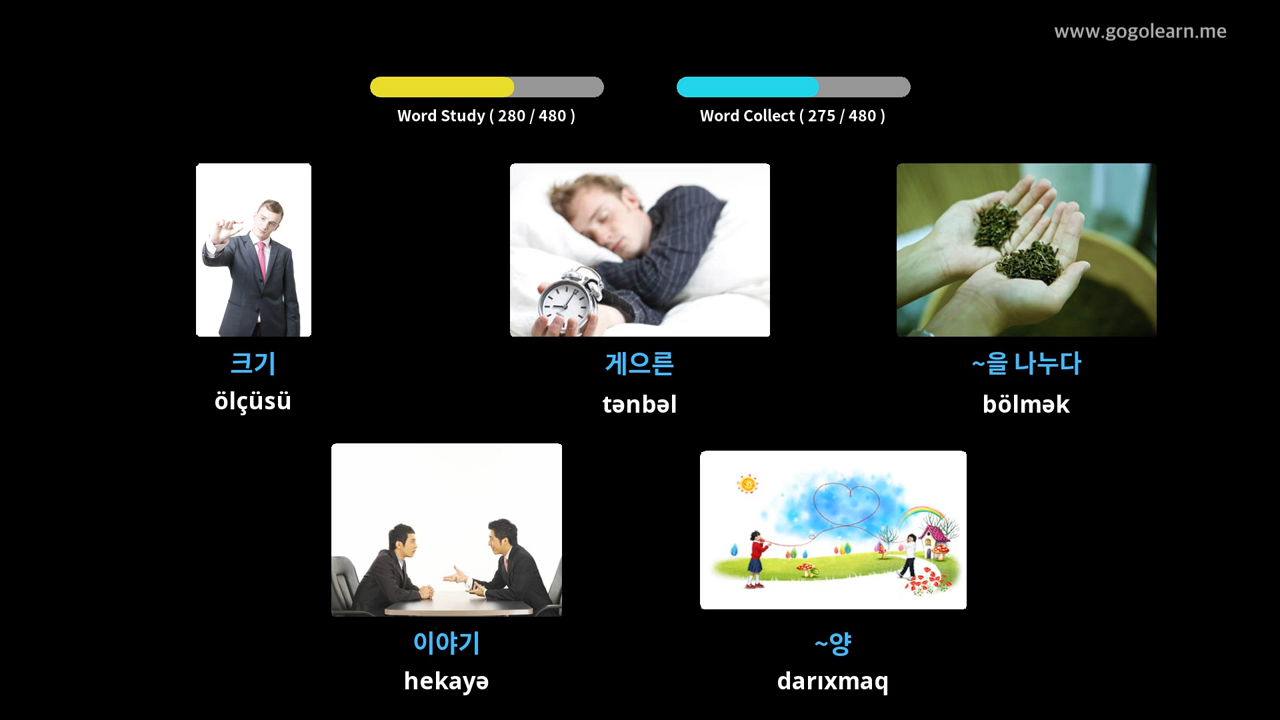 www.gogolearn.me
Word Study ( 280 / 480 )
Word Collect ( 275 / 480 )
크기
ölçüsü
게으른
tənbəl
~을 나누다
bölmək
이야기
hekayə
~양
darıxmaq